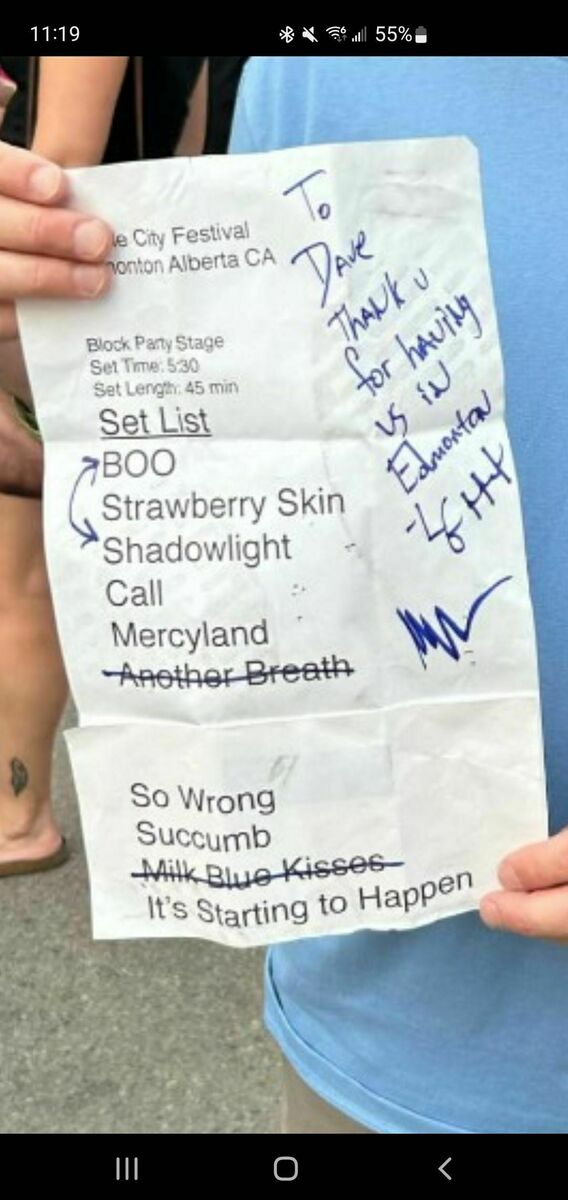 11:19
55%
le City Festival
monton Alberta CA
Block Party Stage
Set Time: 5:30
Set Length: 45 min
Set List
BOO
Strawberry Skin
Shadowlight
Call
Mercyland
Another Breath
So Wrong
Succumb
Milk Blue Kisses
It's Starting to Happen
To
Dave
Thank u
for having
us in
Edmonton